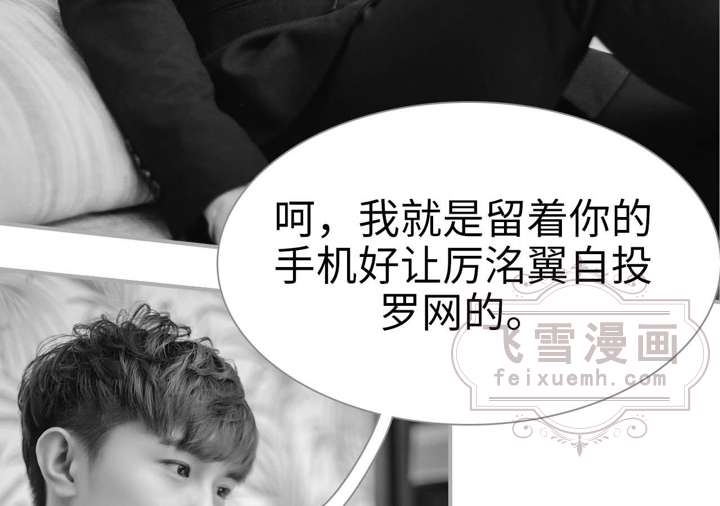 呵，我就是留着你的
手机好让厉洺翼自投
罗网的。
飞雪漫画
feixuemh.com